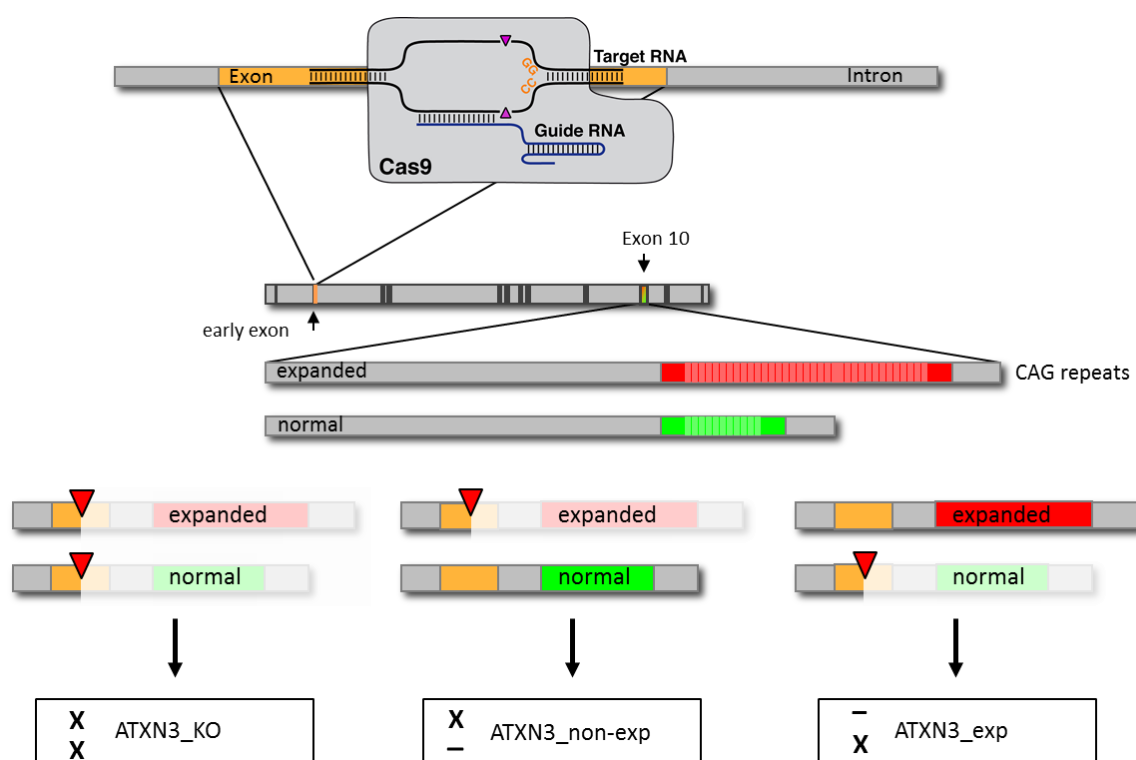 Target RNA
Exon
Intron
GG
CC
Guide RNA
Cas9
Exon 10
early exon
expanded
CAG repeats
normal
expanded
expanded
expanded
normal
normal
normal
X
X
ATXN3_KO
X
–
ATXN3_non-exp
–
X
ATXN3_exp